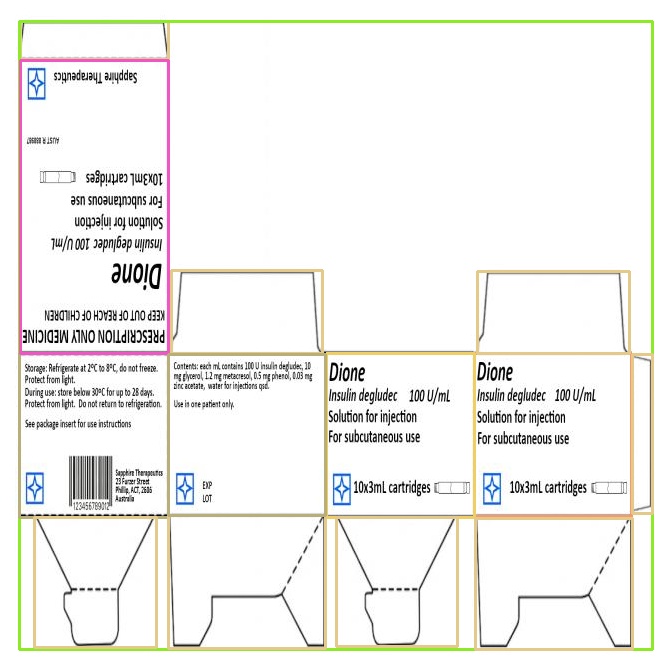 PRESCRIPTION ONLY MEDICINE
KEEP OUT OF REACH OF CHILDREN
Dione
Insulin degludec 100 U/mL
Solution for injection
For subcutaneous use
10x3mL cartridges
AUST R 888987
Sapphire Therapeutics
Storage: Refrigerate at 2ºC to 8ºC, do not freeze.
Protect from light.
During use: store below 30ºC for up to 28 days.
Protect from light. Do not return to refrigeration.
See package insert for use instructions
Sapphire Therapeutics
23 Furzer Street
Phillip, ACT, 2606
Australia
123456789012
Contents: each mL contains 100 U insulin degludec, 10
mg glycerol, 1.2 mg metacresol, 0.5 mg phenol, 0.03 mg
zinc acetate, water for injections qsd.
Use in one patient only.
EXP
LOT
Dione
Insulin degludec 100 U/mL
Solution for injection
For subcutaneous use
10x3mL cartridges
Dione
Insulin degludec 100 U/mL
Solution for injection
For subcutaneous use
10x3mL cartridges